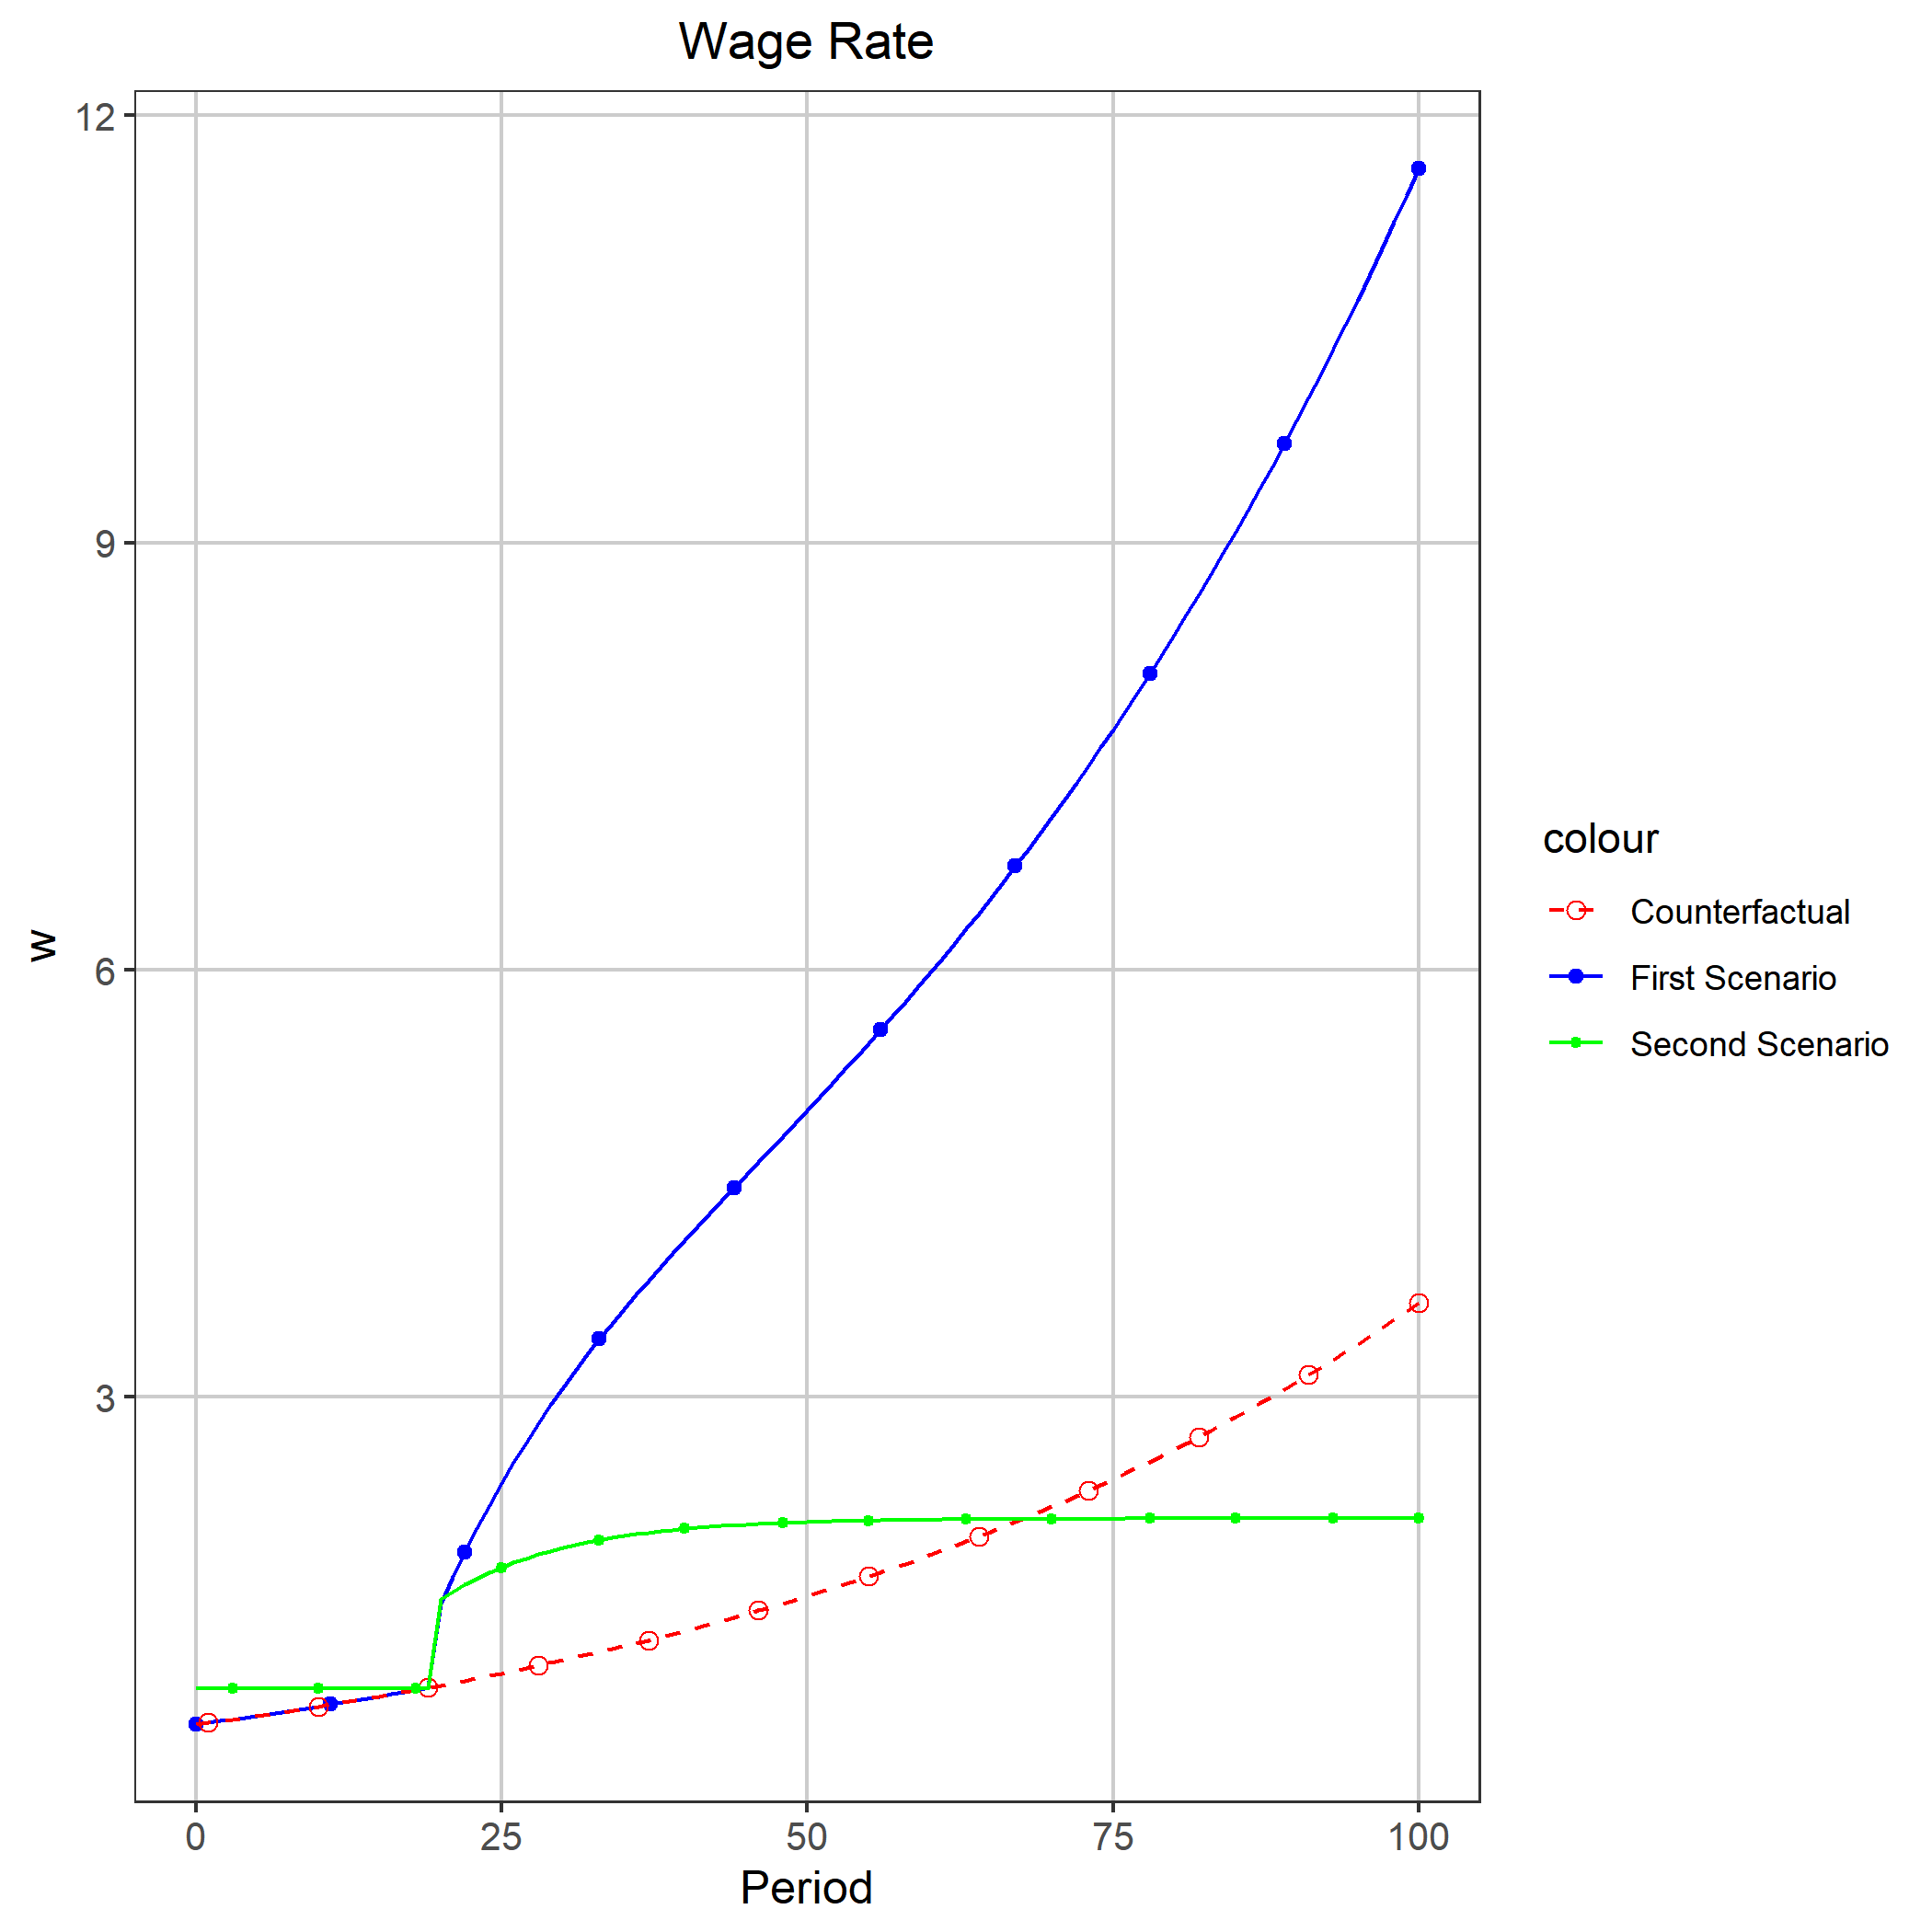 Wage Rate
12
9
6
3
w
0 25 50 75 100
Period
colour
Counterfactual
First Scenario
Second Scenario